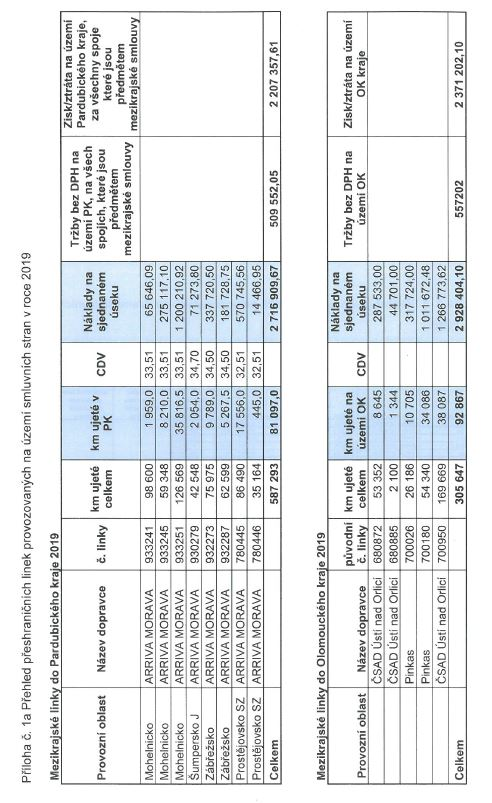 Příloha č. 1a Přehled přeshraničních linek provozovaných na území smluvních stran v roce 2019
Mezikrajské linky do Pardubického kraje 2019
Provozní oblast | Název dopravce | č. linky | km ujeté celkem | km ujeté v PK | CDV | Náklady na sjednaném úseku | Tržby bez DPH na území PK, na všech spojích, které jsou předmětem mezikrajské smlouvy | Zisk/ztráta na území Pardubického kraje, za všechny spoje které jsou předmětem mezikrajské smlouvy
Mohelnicko | ARRIVA MORAVA | 933241 | 98 600 | 1 959,0 | 33,51 | 65 646,09
Mohelnicko | ARRIVA MORAVA | 933245 | 59 348 | 8 210,0 | 33,51 | 275 117,10
Mohelnicko | ARRIVA MORAVA | 933251 | 126 569 | 35 816,5 | 33,51 | 1 200 210,92
Šumpersko J | ARRIVA MORAVA | 930279 | 42 548 | 2 054,0 | 34,70 | 71 273,80
Zábřežsko | ARRIVA MORAVA | 932273 | 75 975 | 9 789,0 | 34,50 | 337 720,50
Zábřežsko | ARRIVA MORAVA | 932287 | 62 599 | 5 267,5 | 34,50 | 181 728,75
Prostějovsko SZ | ARRIVA MORAVA | 780445 | 86 490 | 17 556,0 | 32,51 | 570 745,56
Prostějovsko SZ | ARRIVA MORAVA | 780446 | 35 164 | 445,0 | 32,51 | 14 466,95
Celkem | 587 293 | 81 097,0 | 2 716 909,67 | 509 552,05 | 2 207 357,61
Mezikrajské linky do Olomouckého kraje 2019
Provozní oblast | Název dopravce | původní č. linky | km ujeté celkem | km ujeté na území OK | CDV | Náklady na sjednaném úseku | Tržby bez DPH na území OK | Zisk/ztráta na území OK kraje
ČSAD Ústí nad Orlicí | 680872 | 53 352 | 8 645 | 287 533,00
ČSAD Ústí nad Orlicí | 680885 | 2 100 | 1 344 | 44 701,00
Pinkas | 700026 | 26 186 | 10 705 | 317 724,00
Pinkas | 700180 | 54 340 | 34 086 | 1 011 672,48
ČSAD Ústí nad Orlicí | 700950 | 169 669 | 38 087 | 1 266 773,62
Celkem | 305 647 | 92 867 | 2 928 404,10 | 557202 | 2 371 202,10